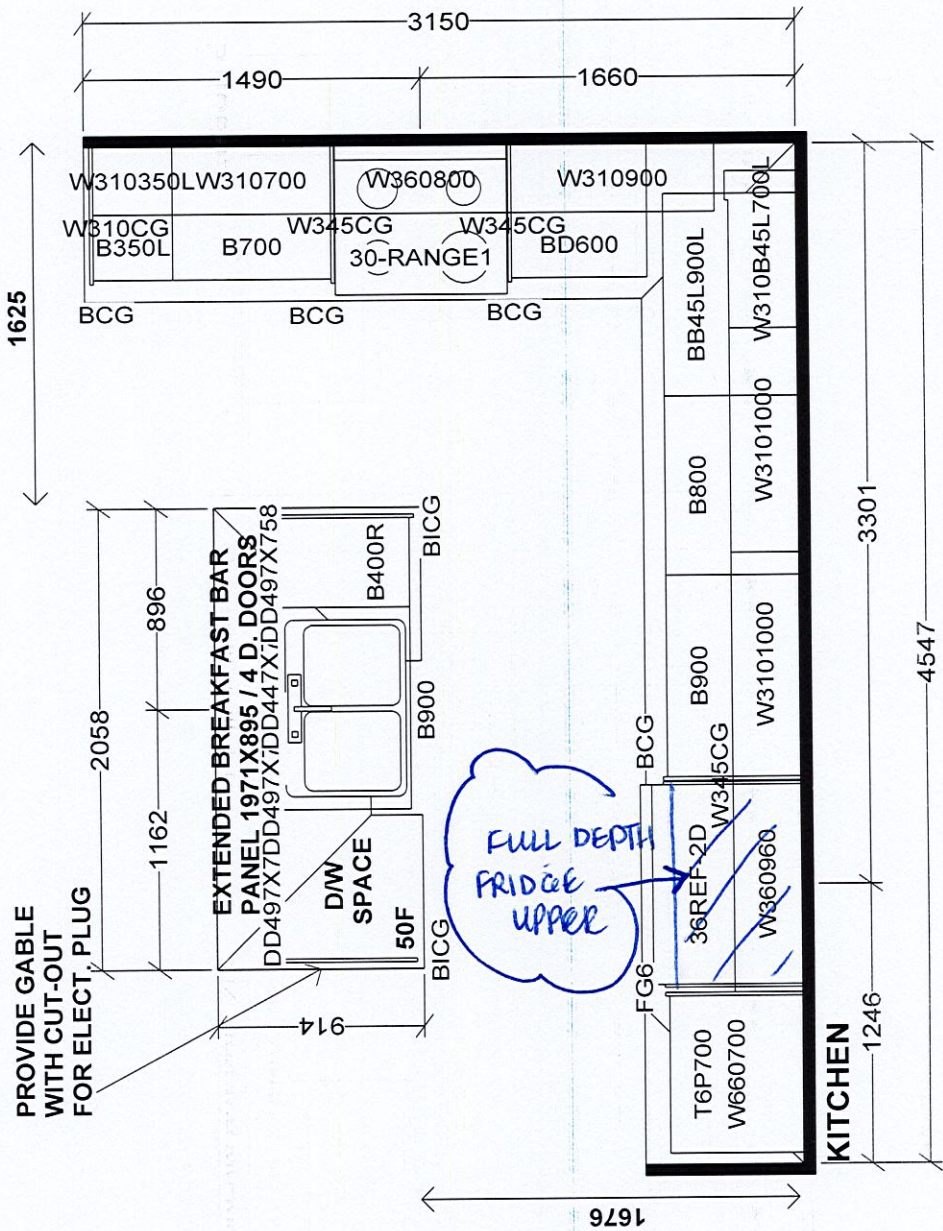 3150
1490
1660
1625
W310350L
W310700
W360800
W310900
W310CG
W345CG
W345CG
B350L
B700
30-RANGE1
BD600
BCG
BCG
BCG
BB45L900L
W310B45L700L
B800
W3101000
B900
W3101000
W345CG
BCG
3301
4547
2058
896
1162
EXTENDED BREAKFAST BAR
PANEL 1971X895 / 4 D. DOORS
DD497X7DD497X7iDD447X7iDD497X758
B400R
BICG
B900
D/W
SPACE
50F
BICG
914
PROVIDE GABLE
WITH CUT-OUT
FOR ELECT. PLUG
FULL DEPTH
FRIDGE
UPPER
36REF-2D
W360960
FG6
T6P700
W660700
KITCHEN
1246
1676